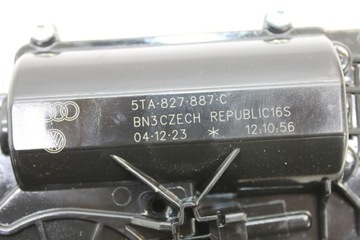 5TA·827·887·C
BN3CZECH REPUBLIC16S
04·12·23 * 12:10:56